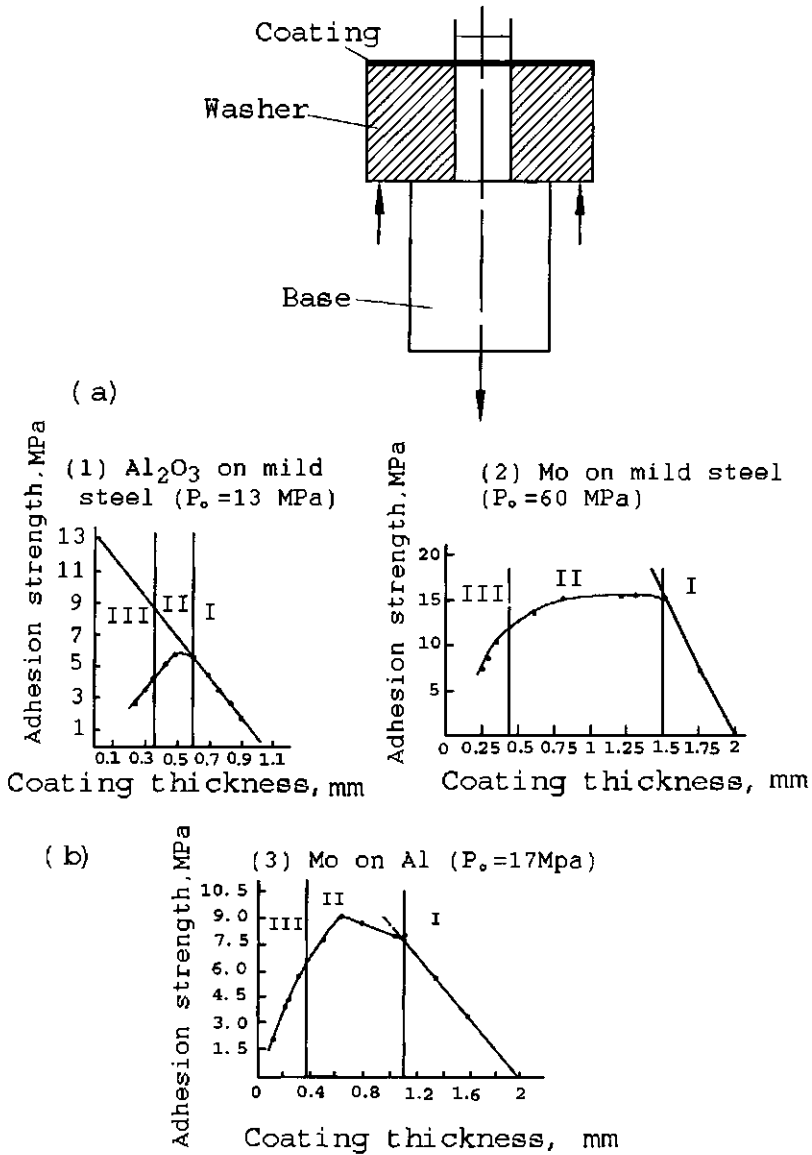 Coating
Washer
Base
(a)
(1) Al₂O₃ on mild
steel (P₀=13 MPa)
Adhesion strength, MPa
13
11
9
7
5
3
1
III
II
I
0.1 0.3 0.5 0.7 0.9 1.1
Coating thickness, mm
(2) Mo on mild steel
(P₀=60 MPa)
Adhesion strength, MPa
20
15
10
5
III
II
I
0 0.25 0.5 1 1.25 1.5 1.75 2
Coating thickness, mm
(b)
(3) Mo on Al (P₀=17Mpa)
Adhesion strength, MPa
10.5
9.0
7.5
6.0
4.5
3.0
1.5
III
II
I
0 0.4 0.8 1.2 1.6 2
Coating thickness, mm